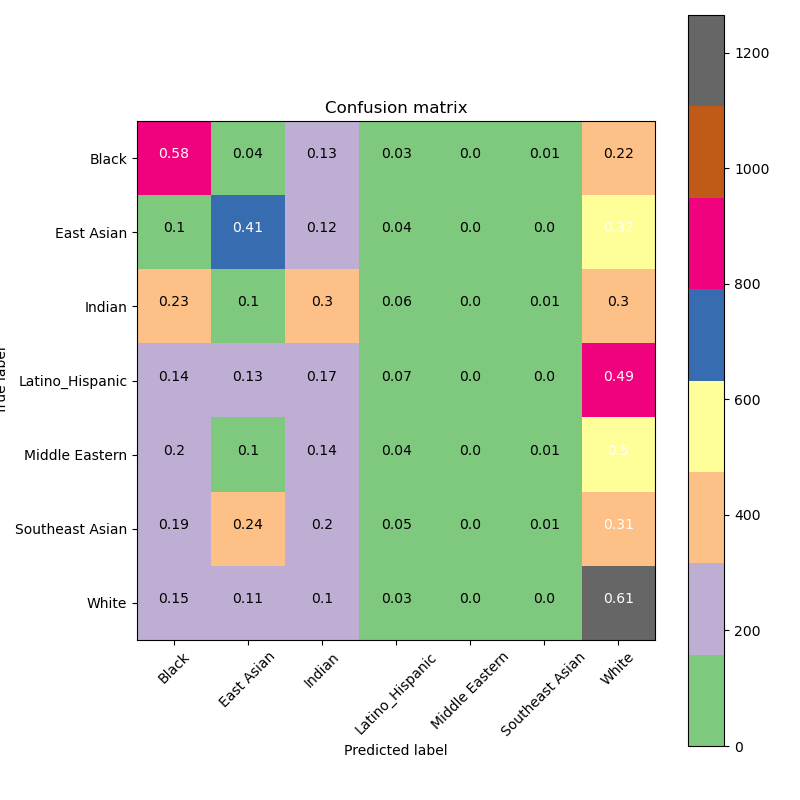 Confusion matrix
Black 0.58 0.04 0.13 0.03 0.0 0.01 0.22
East Asian 0.1 0.41 0.12 0.04 0.0 0.0
Indian 0.23 0.1 0.3 0.06 0.0 0.01 0.3
Latino_Hispanic 0.14 0.13 0.17 0.07 0.0 0.0 0.49
Middle Eastern 0.2 0.1 0.14 0.04 0.0 0.01 0.5
Southeast Asian 0.19 0.24 0.2 0.05 0.0 0.01 0.31
White 0.15 0.11 0.1 0.03 0.0 0.0 0.61
label
Black
East Asian
Indian
Latino_Hispanic
Middle Eastern
Southeast Asian
White
Predicted label
1200
1000
800
600
400
200
0